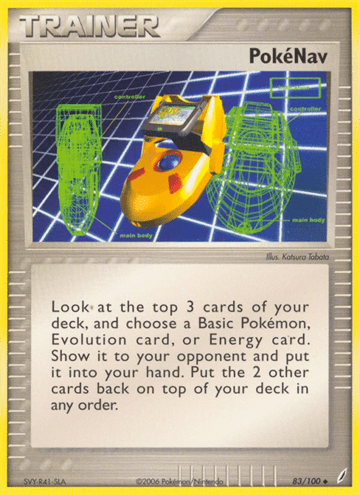 TRAINER
PokéNav
controller
controller
main body
main body
Illus. Katsura Tabata
Look at the top 3 cards of your
deck, and choose a Basic Pokémon,
Evolution card, or Energy card.
Show it to your opponent and put
it into your hand. Put the 2 other
cards back on top of your deck in
any order.
SVY-R41-SLA
©2006 Pokémon/Nintendo
83/100 ◆